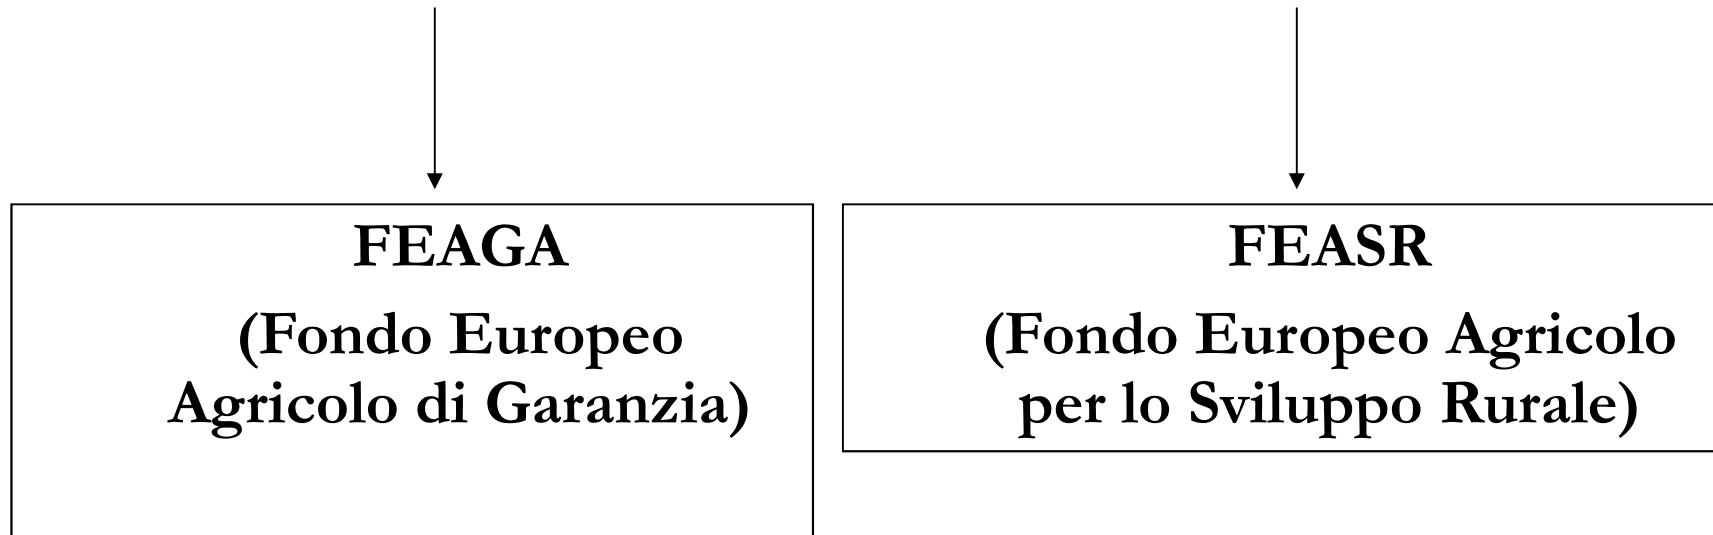 FEAGA
(Fondo Europeo
Agricolo di Garanzia)
FEASR
(Fondo Europeo Agricolo
per lo Sviluppo Rurale)